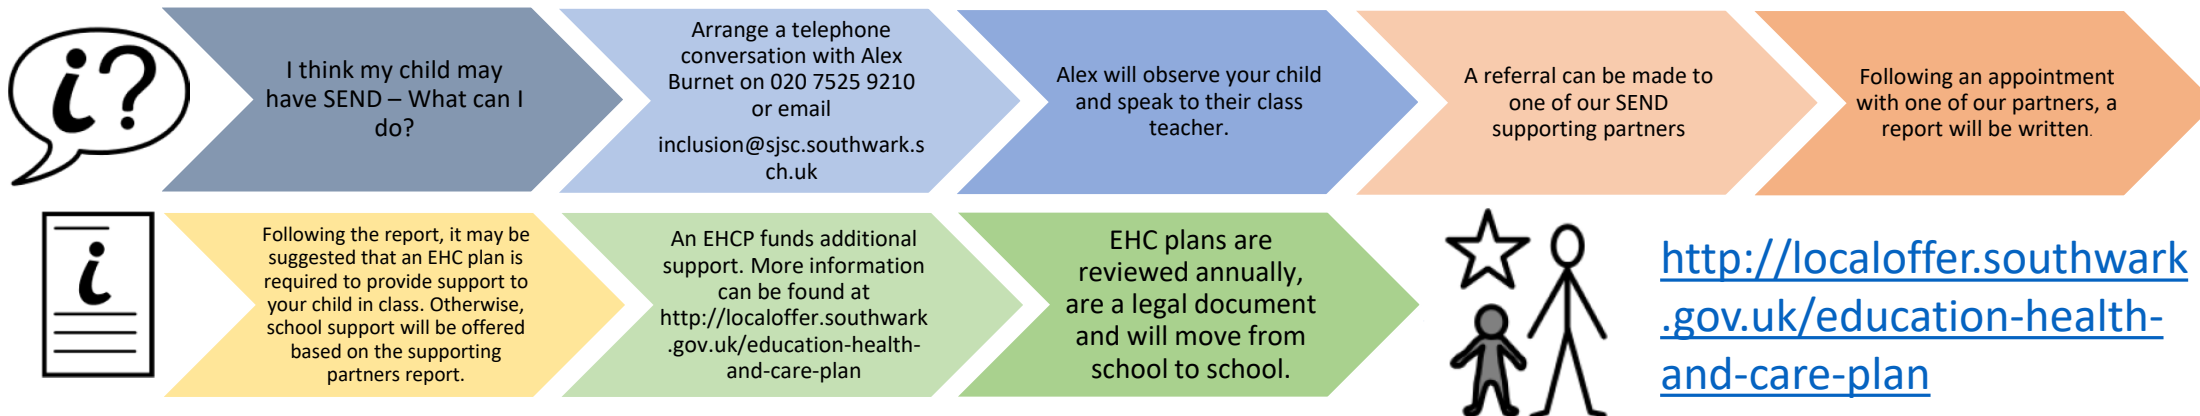 i?
I think my child may
have SEND – What can I
do?
Arrange a telephone
conversation with Alex
Burnet on 020 7525 9210
or email
inclusion@sjsc.southwark.s
ch.uk
Alex will observe your child
and speak to their class
teacher.
A referral can be made to
one of our SEND
supporting partners
Following an appointment
with one of our partners, a
report will be written.
i
Following the report, it may be
suggested that an EHC plan is
required to provide support to
your child in class. Otherwise,
school support will be offered
based on the supporting
partners report.
An EHCP funds additional
support. More information
can be found at
http://localoffer.southwark
.gov.uk/education-health-
and-care-plan
EHC plans are
reviewed annually,
are a legal document
and will move from
school to school.
http://localoffer.southwark
.gov.uk/education-health-
and-care-plan